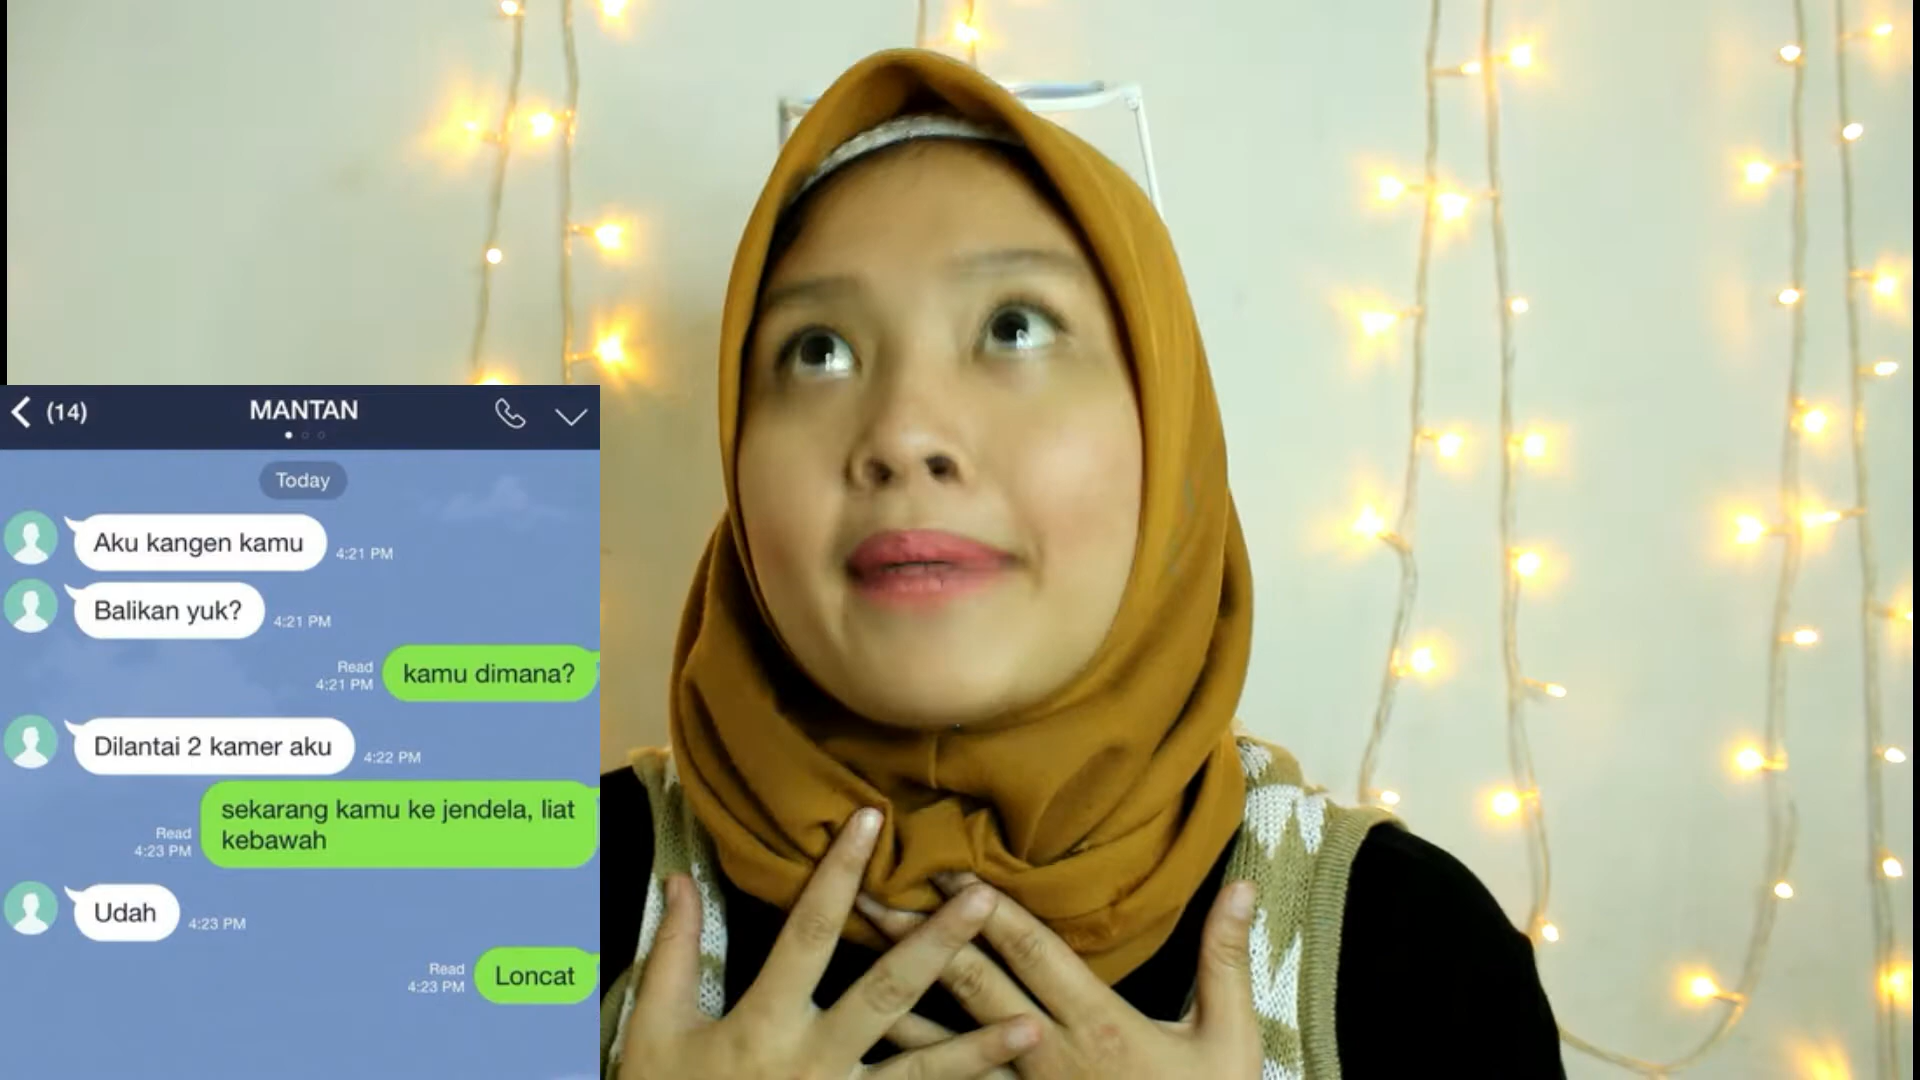 (14)
MANTAN
Today
Aku kangen kamu
4:21 PM
Balikan yuk?
4:21 PM
kamu dimana?
Read
4:21 PM
Dilantai 2 kamer aku
4:22 PM
sekarang kamu ke jendela, liat
kebawah
Read
4:23 PM
Udah
4:23 PM
Loncat
Read
4:23 PM